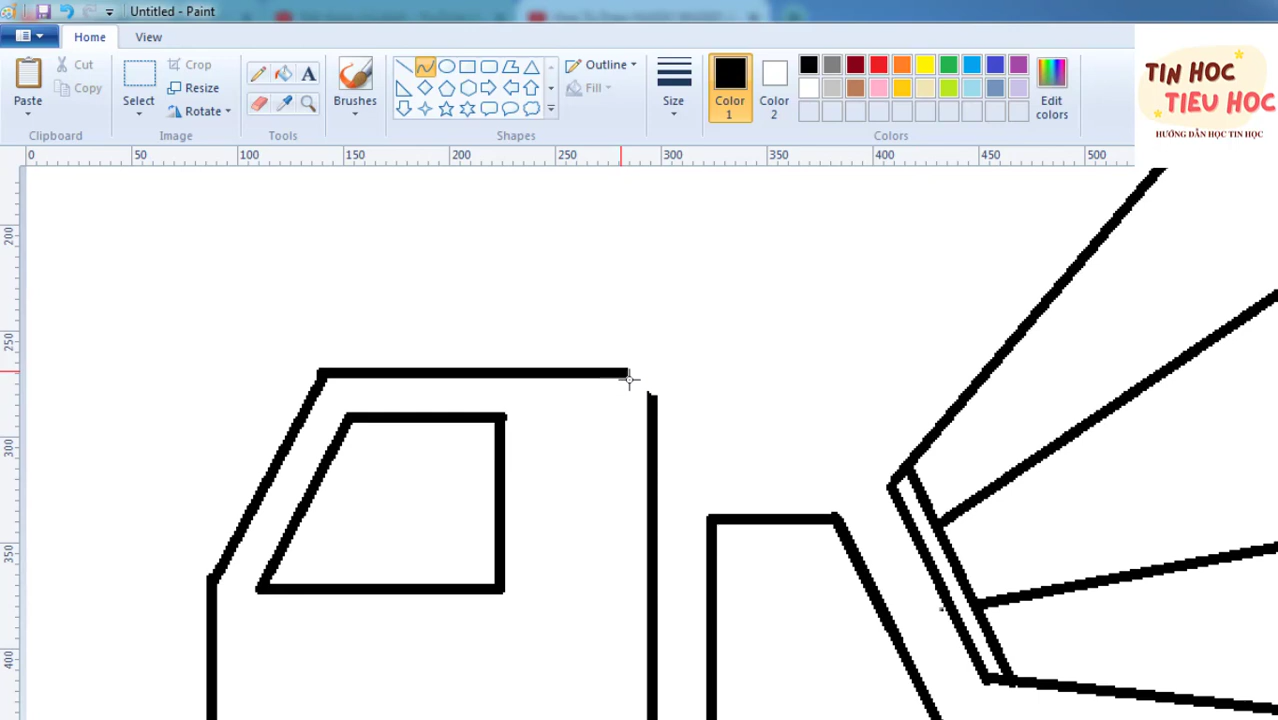 Untitled - Paint
Home View
Paste
Cut
Copy
Clipboard
Select
Crop
Resize
Rotate
Image
Tools
Brushes
Outline
Fill
Shapes
Size
Color 1
Color 2
Edit colors
Colors
TIN HOC
TIEU HOC
HƯỚNG DẪN HỌC TIN HỌC
0 50 100 150 200 250 300 350 400 450 500
200
250
300
350
400